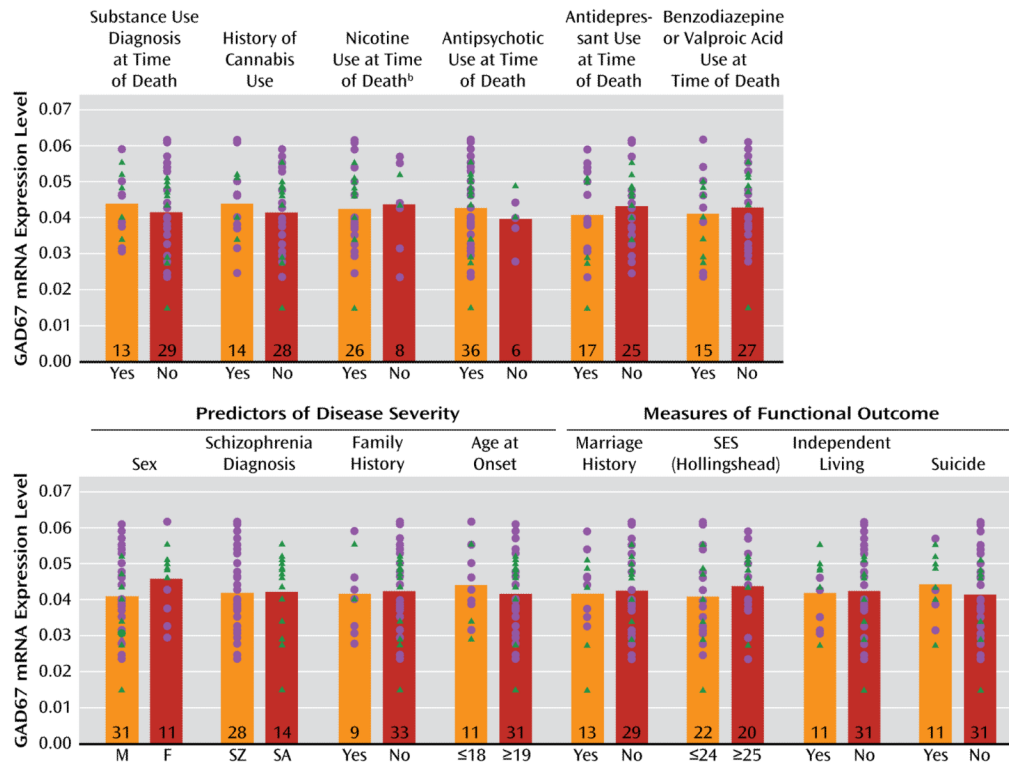 Substance Use
Diagnosis
at Time
of Death
History of
Cannabis
Use
Nicotine
Use at Time
of Deathᵇ
Antipsychotic
Use at Time
of Death
Antidepres-
sant Use
at Time
of Death
Benzodiazepine
or Valproic Acid
Use at
Time of Death
GAD67 mRNA Expression Level
0.07
0.06
0.05
0.04
0.03
0.02
0.01
0.00
13 29 14 28 26 8 36 6 17 25 15 27
Yes No Yes No Yes No Yes No Yes No Yes No
Predictors of Disease Severity
Measures of Functional Outcome
Sex
Schizophrenia
Diagnosis
Family
History
Age at
Onset
Marriage
History
SES
(Hollingshead)
Independent
Living
Suicide
GAD67 mRNA Expression Level
0.07
0.06
0.05
0.04
0.03
0.02
0.01
0.00
31 11 28 14 9 33 11 31 13 29 22 20 11 31 11 31
M F SZ SA Yes No ≤18 ≥19 Yes No ≤24 ≥25 Yes No Yes No